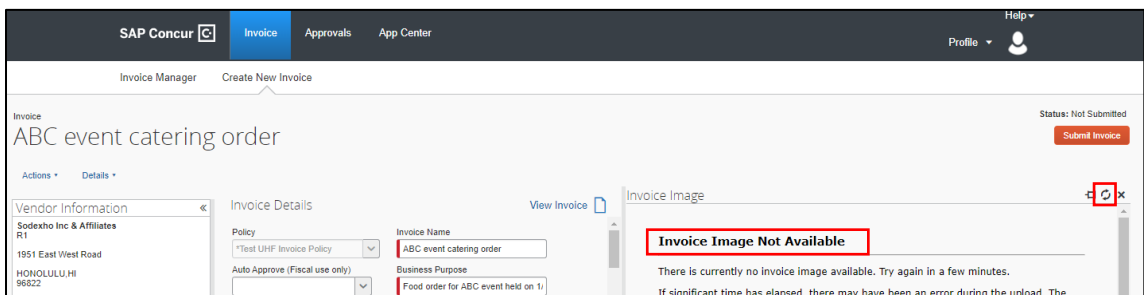 Help
SAP Concur C Invoice Approvals App Center
Profile
Invoice Manager Create New Invoice
Invoice
Status: Not Submitted
ABC event catering order
Submit Invoice
Actions Details
Vendor Information «
Sodexho Inc & Affiliates
R1
1951 East West Road
HONOLULU,HI
96822
Invoice Details
View Invoice
Policy
*Test UHF Invoice Policy
Auto Approve (Fiscal use only)
Invoice Name
ABC event catering order
Business Purpose
Food order for ABC event held on 1/
Invoice Image
Invoice Image Not Available
There is currently no invoice image available. Try again in a few minutes.
If significant time has elapsed, there may have been an error during the upload. The